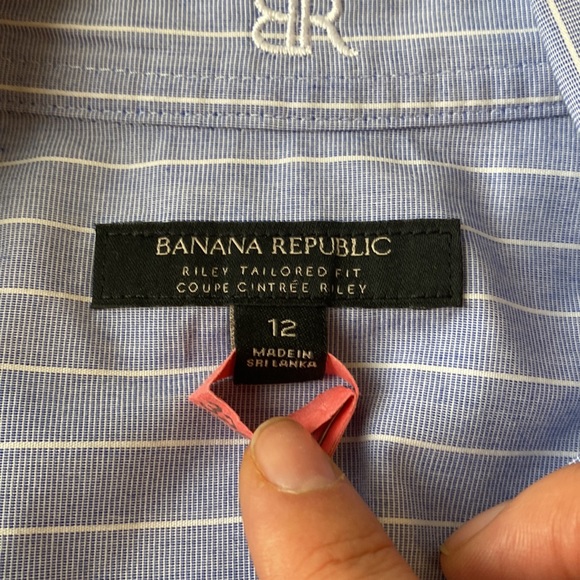 BR
BANANA REPUBLIC
RILEY TAILORED FIT
COUPE CINTRÉE RILEY
12
MADE IN
SRI LANKA